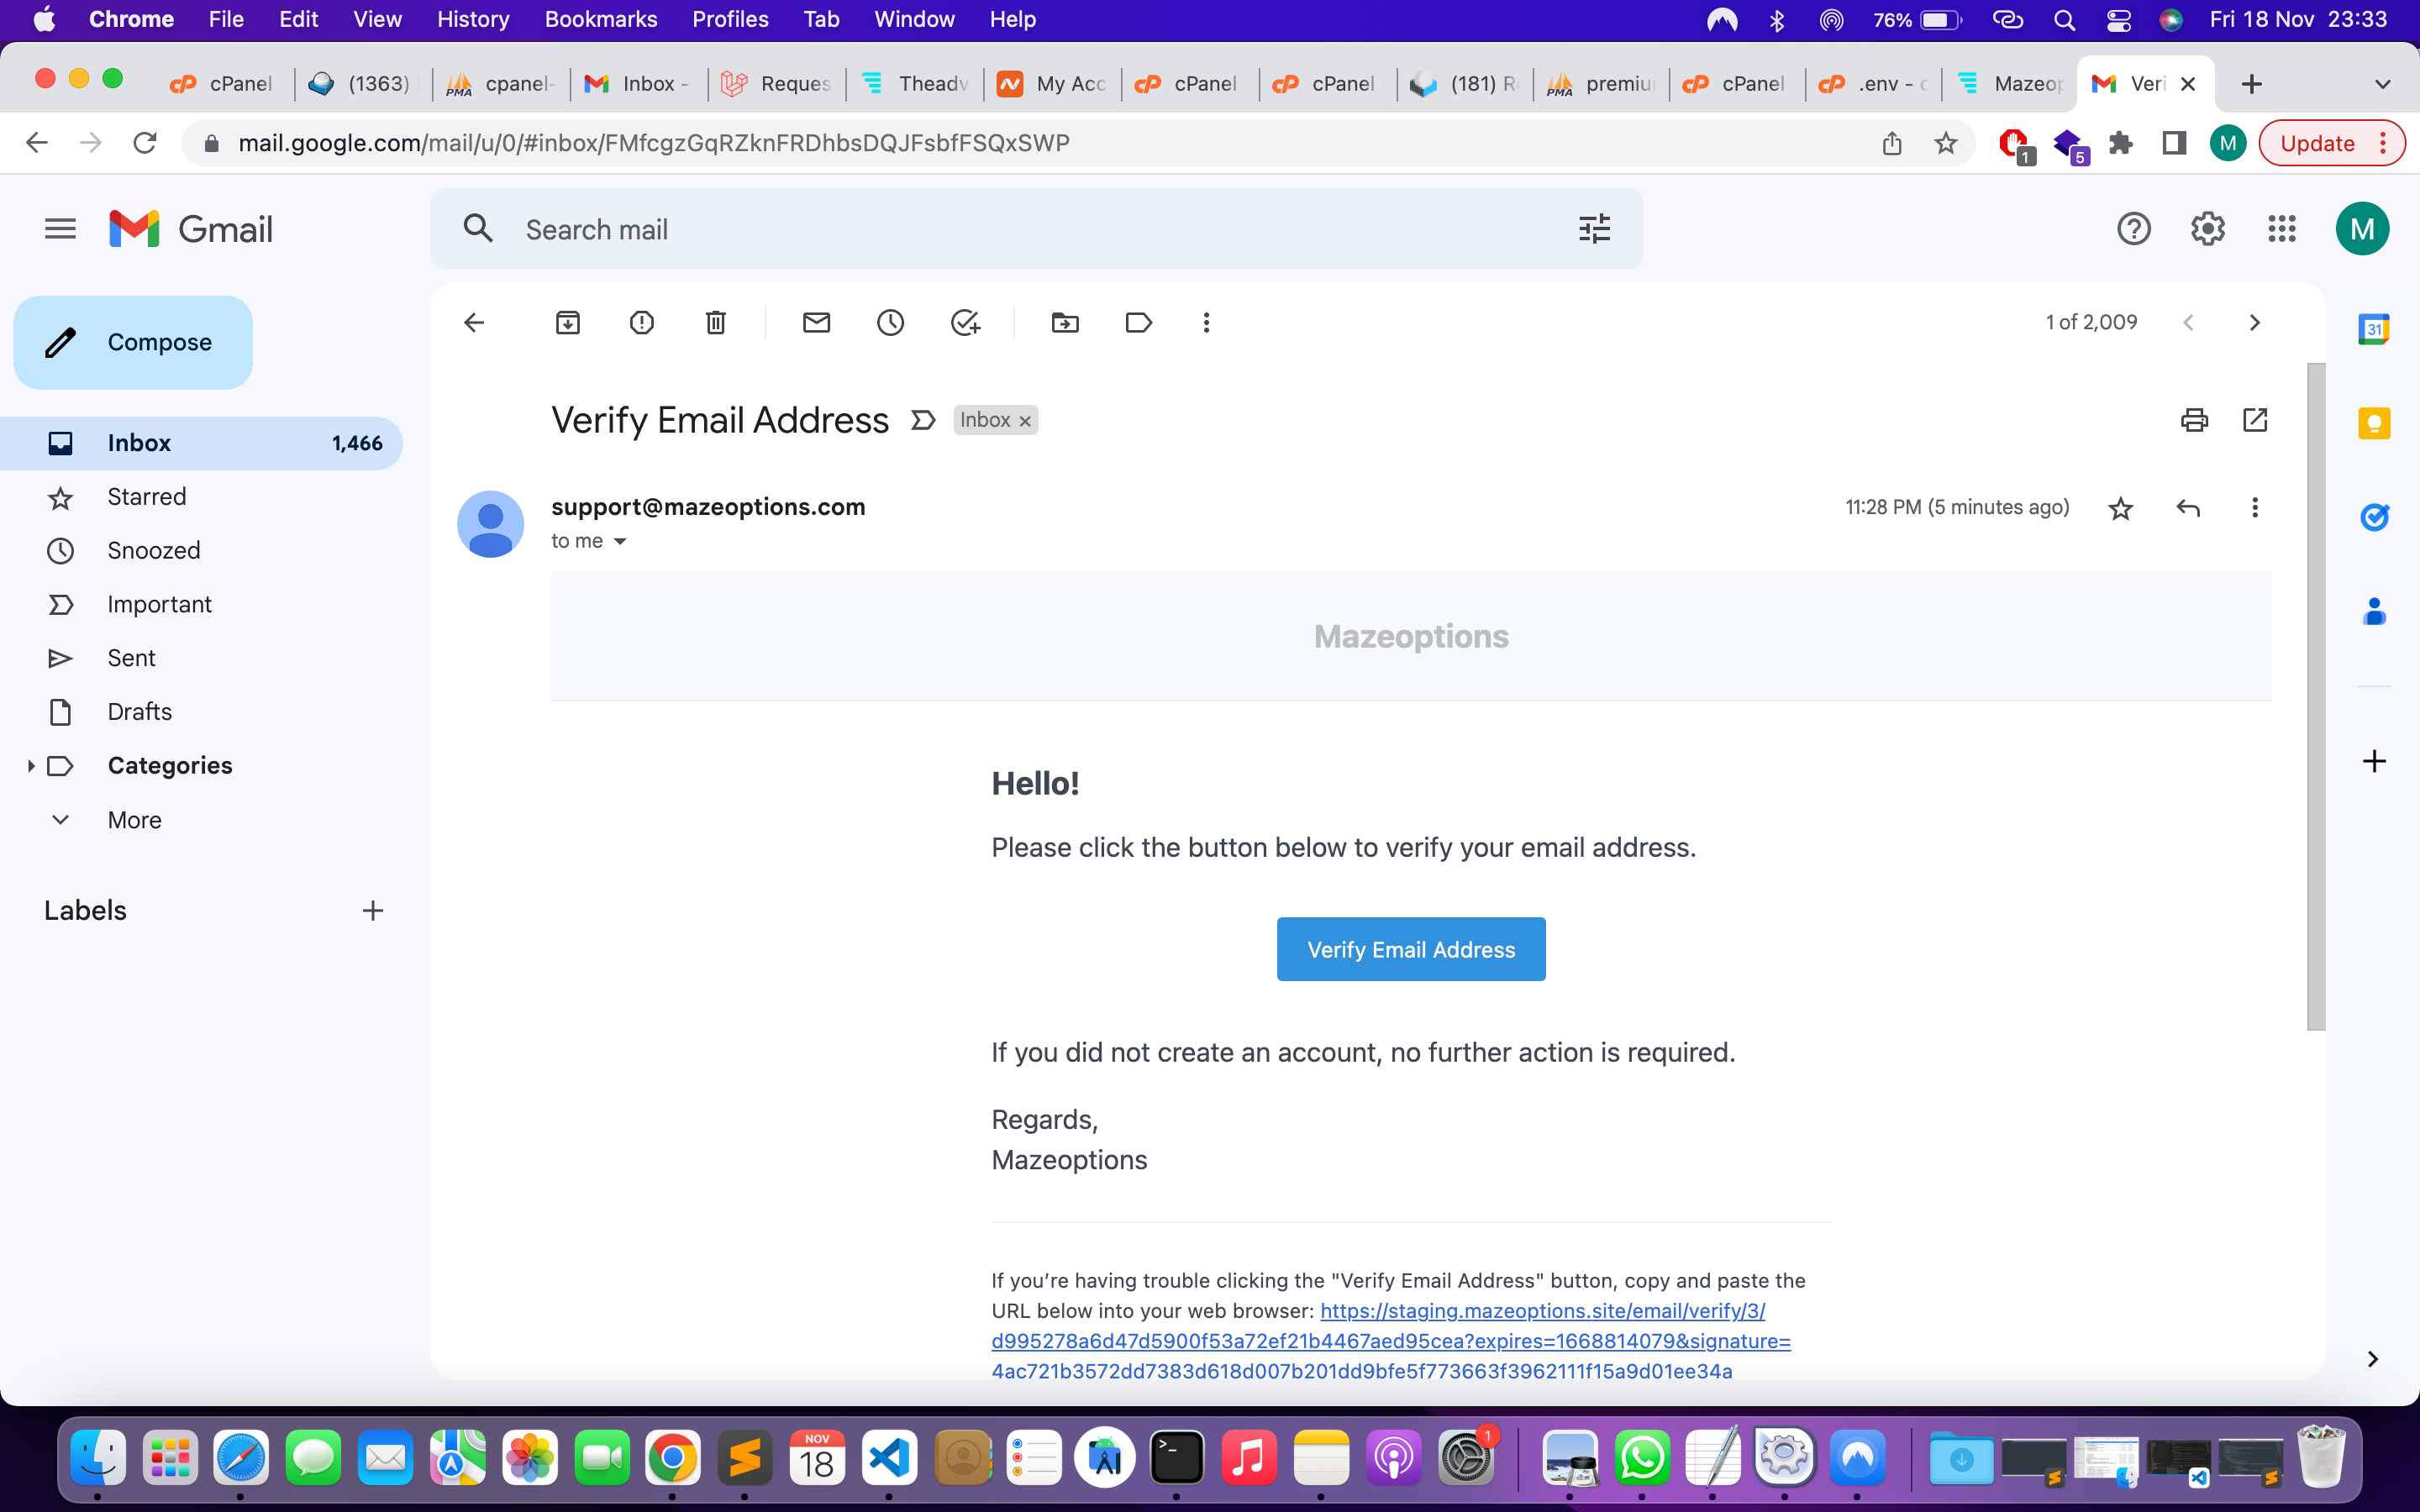 Chrome File Edit View History Bookmarks Profiles Tab Window Help 76% Fri 18 Nov 23:33
cPanel (1363) cpanel- Inbox - Reques Theadv My Acc cPanel cPanel (181) R premiu cPanel .env - c Mazeop Veri
mail.google.com/mail/u/0/#inbox/FMfcgzGqRZknFRDhbsDQJFsbfFSQxSWP 1 5 M Update
Gmail Search mail M
Compose
1 of 2,009
31
Verify Email Address Inbox
Inbox 1,466
Starred
Snoozed
Important
Sent
Drafts
Categories
More
Labels
support@mazeoptions.com 11:28 PM (5 minutes ago)
to me
Mazeoptions
Hello!
Please click the button below to verify your email address.
Verify Email Address
If you did not create an account, no further action is required.
Regards,
Mazeoptions
If you're having trouble clicking the "Verify Email Address" button, copy and paste the
URL below into your web browser: https://staging.mazeoptions.site/email/verify/3/
d995278a6d47d5900f53a72ef21b4467aed95cea?expires=1668814079&signature=
4ac721b3572dd7383d618d007b201dd9bfe5f773663f3962111f15a9d01ee34a
NOV
18
1